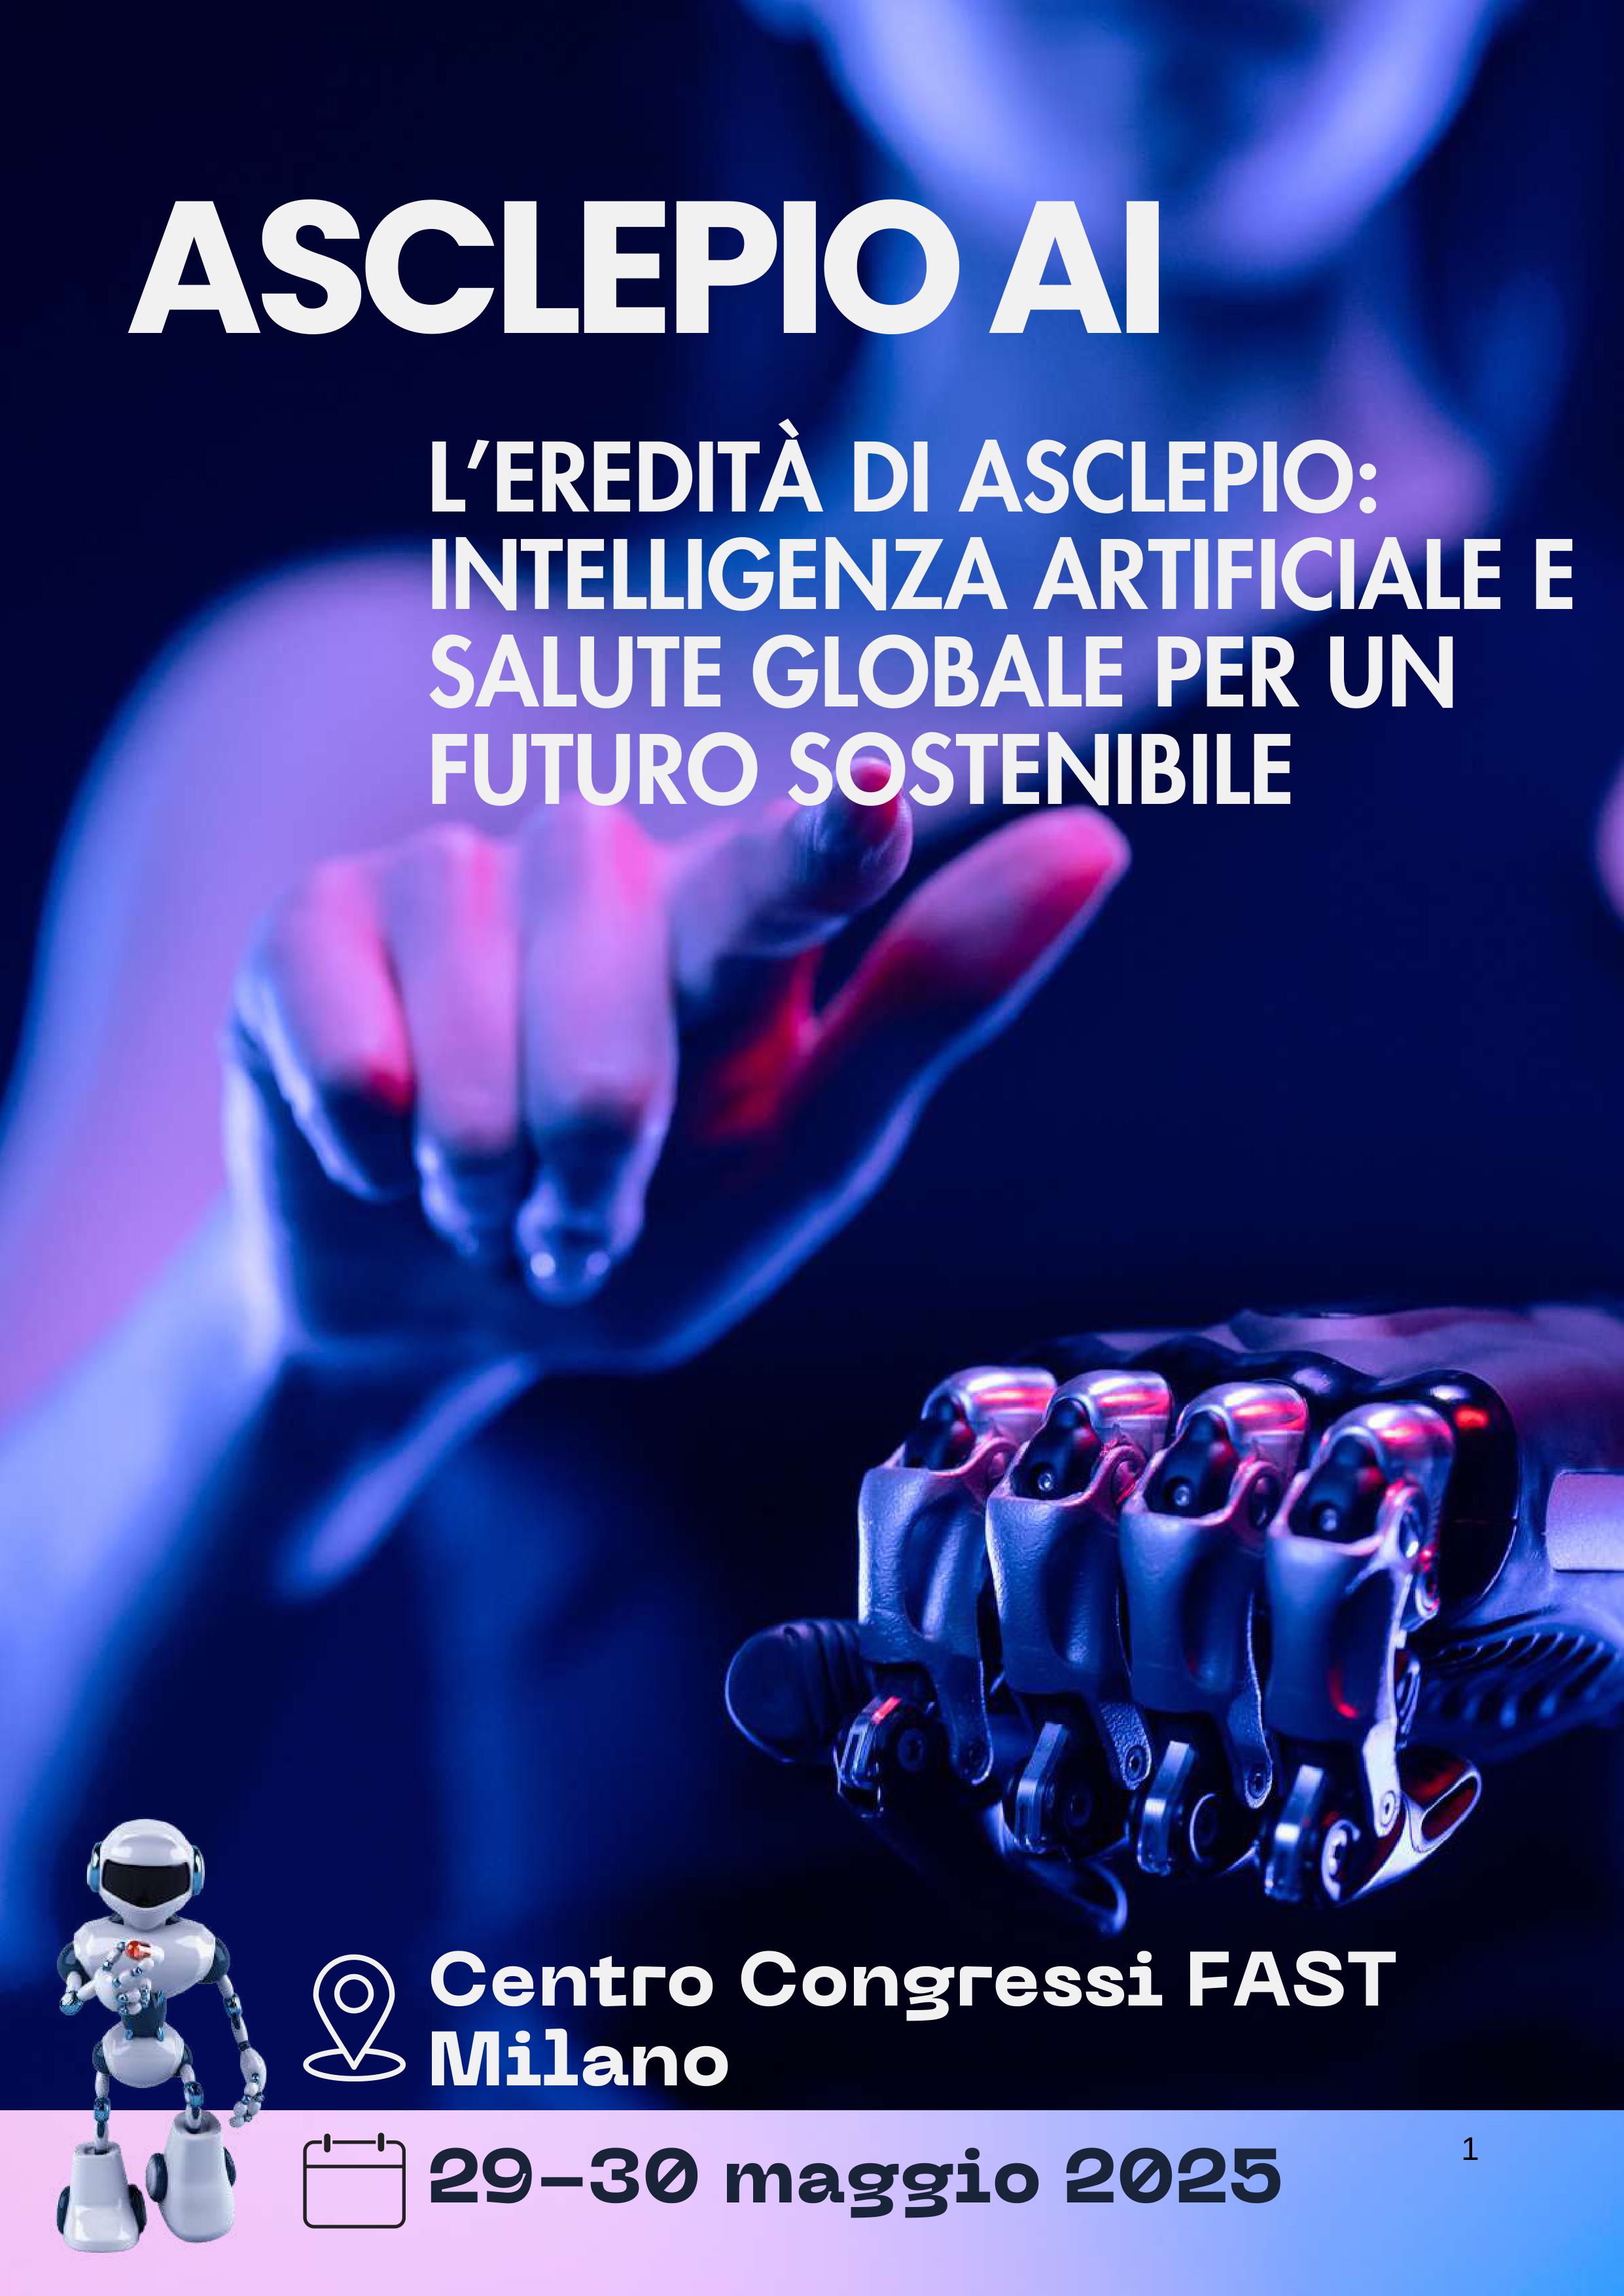 ASCLEPIO AI
L’EREDITÀ DI ASCLEPIO:
INTELLIGENZA ARTIFICIALE E
SALUTE GLOBALE PER UN
FUTURO SOSTENIBILE
Centro Congressi FAST
Milano
29-30 maggio 2025
1